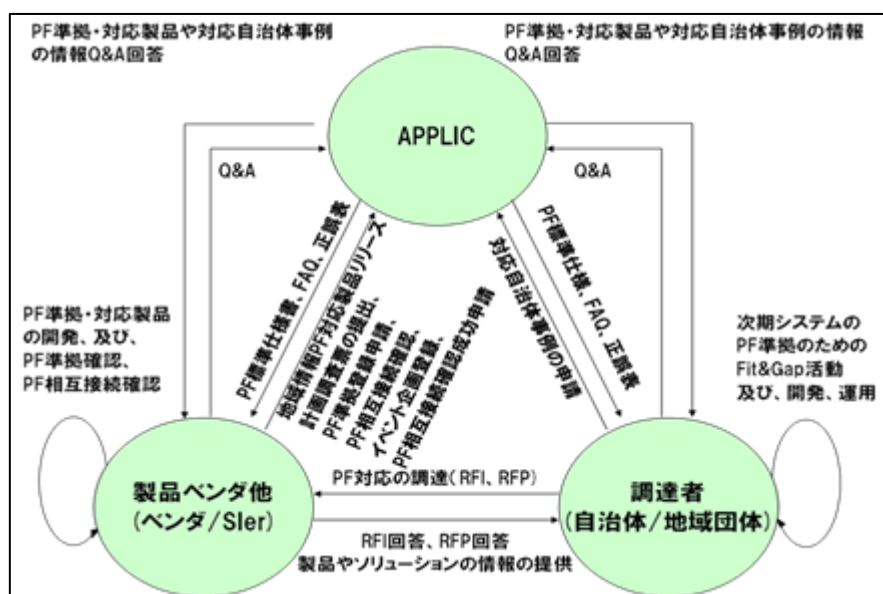 PF準拠・対応製品や対応自治体事例
の情報Q&A回答
PF準拠・対応製品や対応自治体事例の情報
Q&A回答
APPLIC
Q&A
Q&A
PF標準仕様書、FAQ、正誤表
地域情報PF対応製品リリース
計画調査票の提出、
PF準拠登録申請、
PF相互接続確認、
イベント企画登録、
PF相互接続確認成功申請
対応自治体事例の申請
PF標準仕様、FAQ、正誤表
PF準拠・対応製品
の開発、及び、
PF準拠確認、
PF相互接続確認
次期システムの
PF準拠のための
Fit&Gap活動
及び、開発、運用
製品ベンダ他
(ベンダ/SIer)
PF対応の調達(RFI、RFP)
調達者
(自治体/地域団体)
RFI回答、RFP回答
製品やソリューションの情報の提供